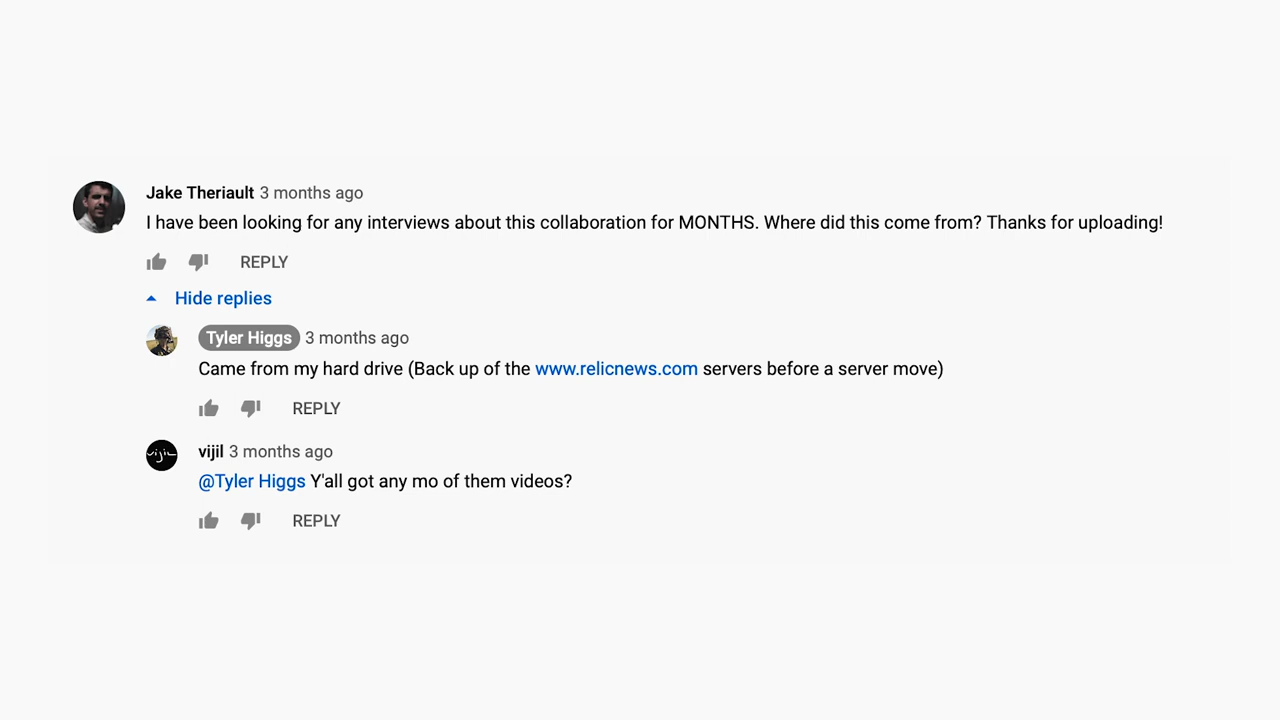 Jake Theriault 3 months ago
I have been looking for any interviews about this collaboration for MONTHS. Where did this come from? Thanks for uploading!
REPLY
Hide replies
Tyler Higgs 3 months ago
Came from my hard drive (Back up of the www.relicnews.com servers before a server move)
REPLY
vijil
vijil 3 months ago
@Tyler Higgs Y'all got any mo of them videos?
REPLY